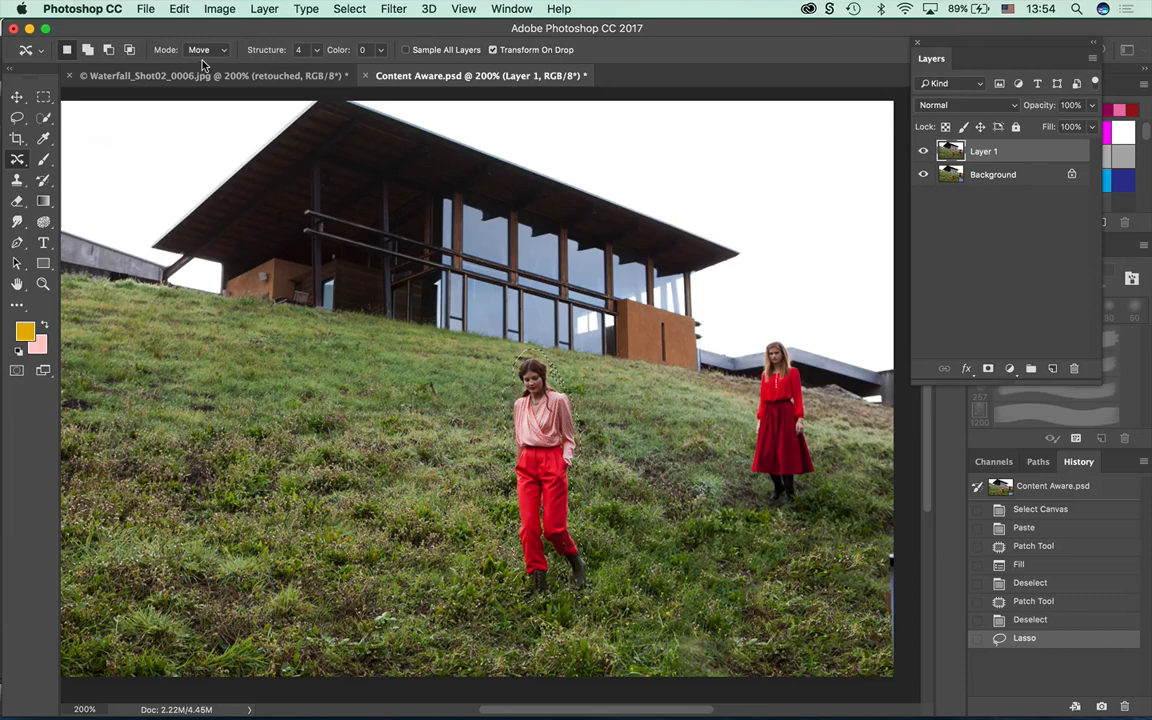 Photoshop CC File Edit Image Layer Type Select Filter 3D View Window Help 89% 13:54
Adobe Photoshop CC 2017
Mode: Move Structure: 4 Color: 0 Sample All Layers Transform On Drop
© Waterfall_Shot02_0006.jpg @ 200% (retouched, RGB/8*) *
Content Aware.psd @ 200% (Layer 1, RGB/8*) *
Layers
Kind
Normal Opacity: 100%
Lock: Fill: 100%
Layer 1
Background
30 60
257
1200
Channels Paths History
Content Aware.psd
Select Canvas
Paste
Patch Tool
Fill
Deselect
Patch Tool
Deselect
Lasso
200% Doc: 2.22M/4.45M